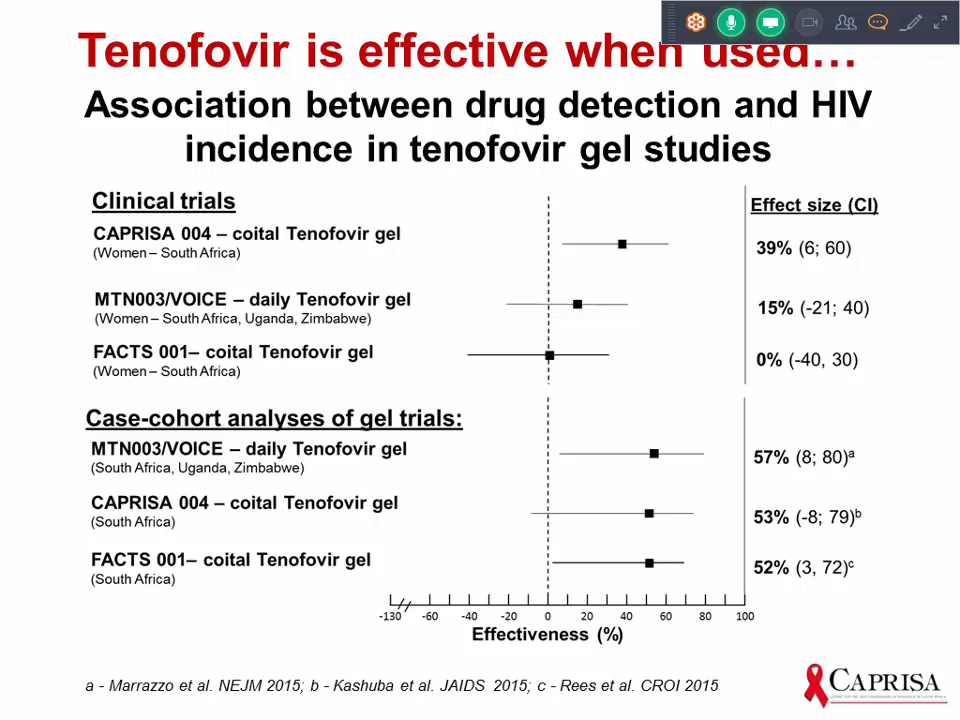 Tenofovir is effective when used…
Association between drug detection and HIV
incidence in tenofovir gel studies
Clinical trials
Effect size (CI)
CAPRISA 004 – coital Tenofovir gel
(Women – South Africa)
39% (6; 60)
MTN003/VOICE – daily Tenofovir gel
(Women – South Africa, Uganda, Zimbabwe)
15% (-21; 40)
FACTS 001– coital Tenofovir gel
(Women – South Africa)
0% (-40, 30)
Case-cohort analyses of gel trials:
MTN003/VOICE – daily Tenofovir gel
(South Africa, Uganda, Zimbabwe)
57% (8; 80)a
CAPRISA 004 – coital Tenofovir gel
(South Africa)
53% (-8; 79)b
FACTS 001– coital Tenofovir gel
(South Africa)
52% (3, 72)c
-130 -60 -40 -20 0 20 40 60 80 100
Effectiveness (%)
a - Marrazzo et al. NEJM 2015; b - Kashuba et al. JAIDS 2015; c - Rees et al. CROI 2015
CAPRISA